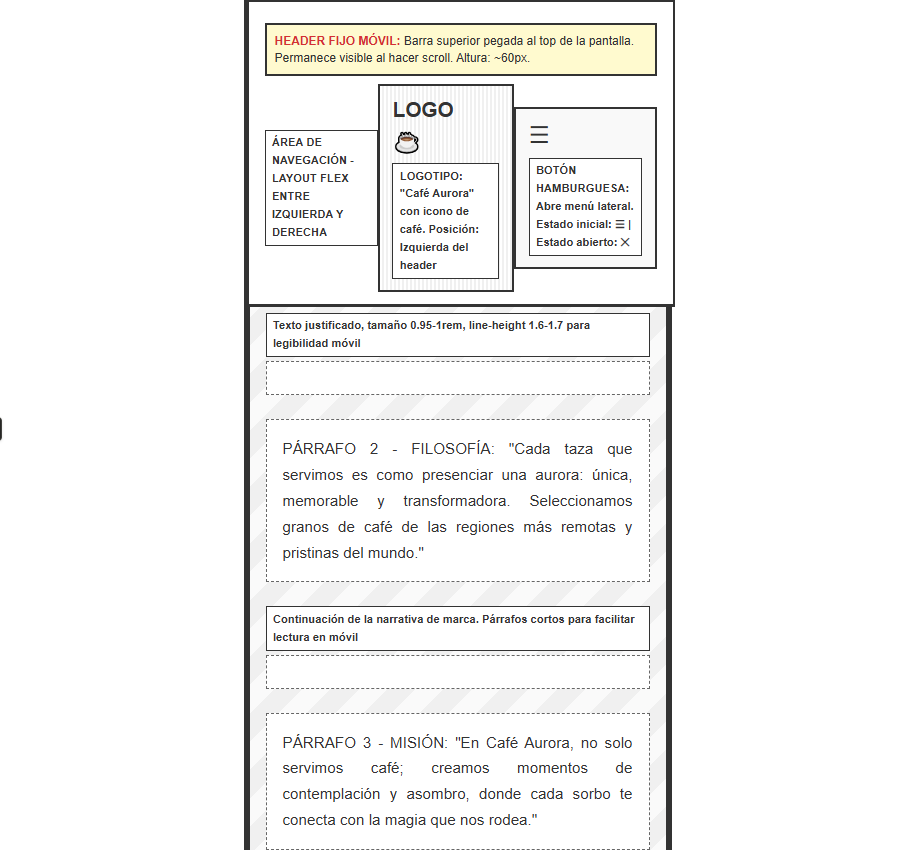 HEADER FIJO MÓVIL: Barra superior pegada al top de la pantalla.
Permanece visible al hacer scroll. Altura: ~60px.
ÁREA DE
NAVEGACIÓN -
LAYOUT FLEX
ENTRE
IZQUIERDA Y
DERECHA
LOGO
LOGOTIPO:
"Café Aurora"
con icono de
café. Posición:
Izquierda del
header
☰
BOTÓN
HAMBURGUESA:
Abre menú lateral.
Estado inicial: ☰ |
Estado abierto: ✕
Texto justificado, tamaño 0.95-1rem, line-height 1.6-1.7 para
legibilidad móvil
PÁRRAFO 2 - FILOSOFÍA: "Cada taza que
servimos es como presenciar una aurora: única,
memorable y transformadora. Seleccionamos
granos de café de las regiones más remotas y
pristinas del mundo."
Continuación de la narrativa de marca. Párrafos cortos para facilitar
lectura en móvil
PÁRRAFO 3 - MISIÓN: "En Café Aurora, no solo
servimos café; creamos momentos de
contemplación y asombro, donde cada sorbo te
conecta con la magia que nos rodea."